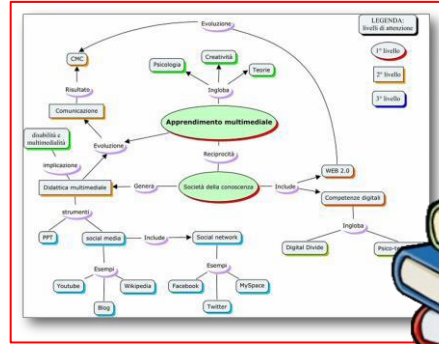 Evoluzione
LEGENDA:
livelli di attenzione
1° livello
2° livello
3° livello
CMC
Psicologia
Creatività
Teorie
Risultato
Ingloba
Comunicazione
Apprendimento multimediale
disabilità e
multimedialità
Evoluzione
Reciprocità
implicazione
WEB 2.0
Didattica multimediale
Genera
Società della conoscenza
Include
Competenze digitali
strumenti
Ingloba
PPT
social media
Include
Social network
Digital Divide
Esempi
Esempi
Youtube
Wikipedia
Facebook
MySpace
Blog
Twitter